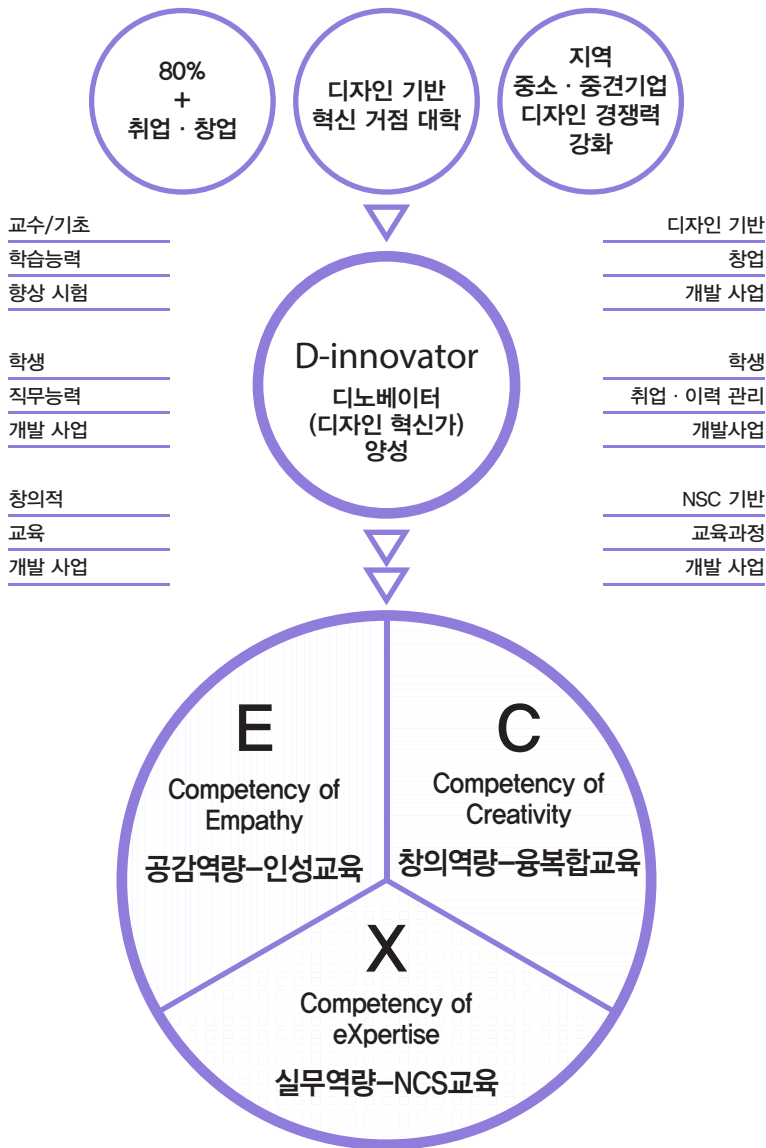 80%
+
취업 · 창업
디자인 기반
혁신 거점 대학
지역
중소 · 중견기업
디자인 경쟁력
강화
교수/기초
학습능력
향상 시험
학생
직무능력
개발 사업
창의적
교육
개발 사업
D-innovator
디노베이터
(디자인 혁신가)
양성
디자인 기반
창업
개발 사업
학생
취업 · 이력 관리
개발사업
NSC 기반
교육과정
개발 사업
E
Competency of
Empathy
공감역량–인성교육
C
Competency of
Creativity
창의역량–융복합교육
X
Competency of
eXpertise
실무역량–NCS교육